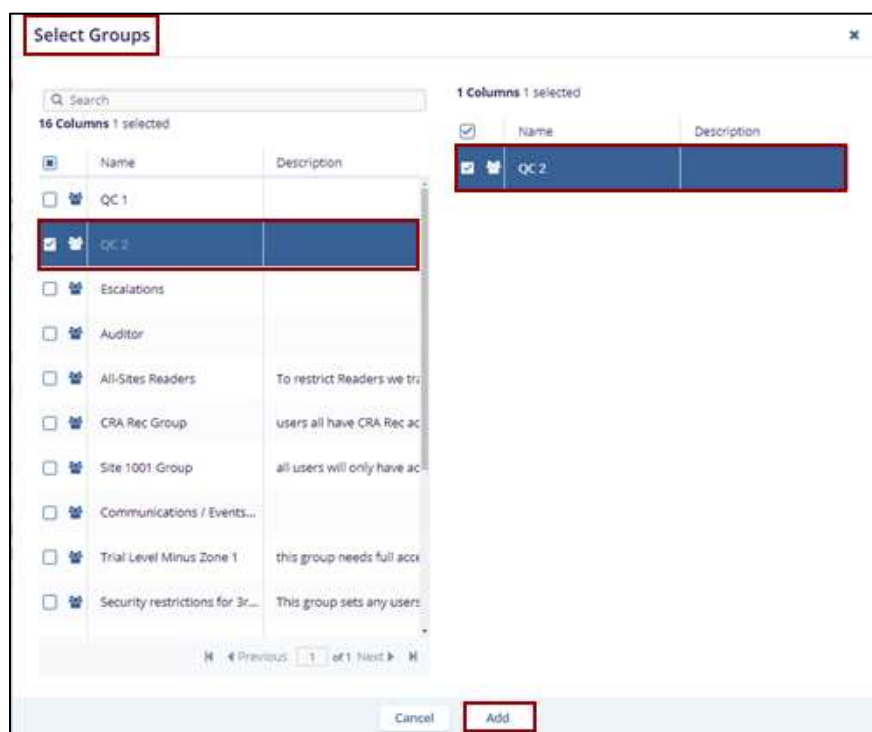 Select Groups
Search
16 Columns 1 selected
Name Description
QC 1
QC 2
Escalations
Auditor
All-Sites Readers To restrict Readers we tra
CRA Rec Group users all have CRA Rec ac
Site 1001 Group all users will only have ac
Communications / Events...
Trial Level Minus Zone 1 this group needs full acce
Security restrictions for 3r... This group sets any users
Previous 1 of 1 Next
1 Columns 1 selected
Name Description
QC 2
Cancel Add